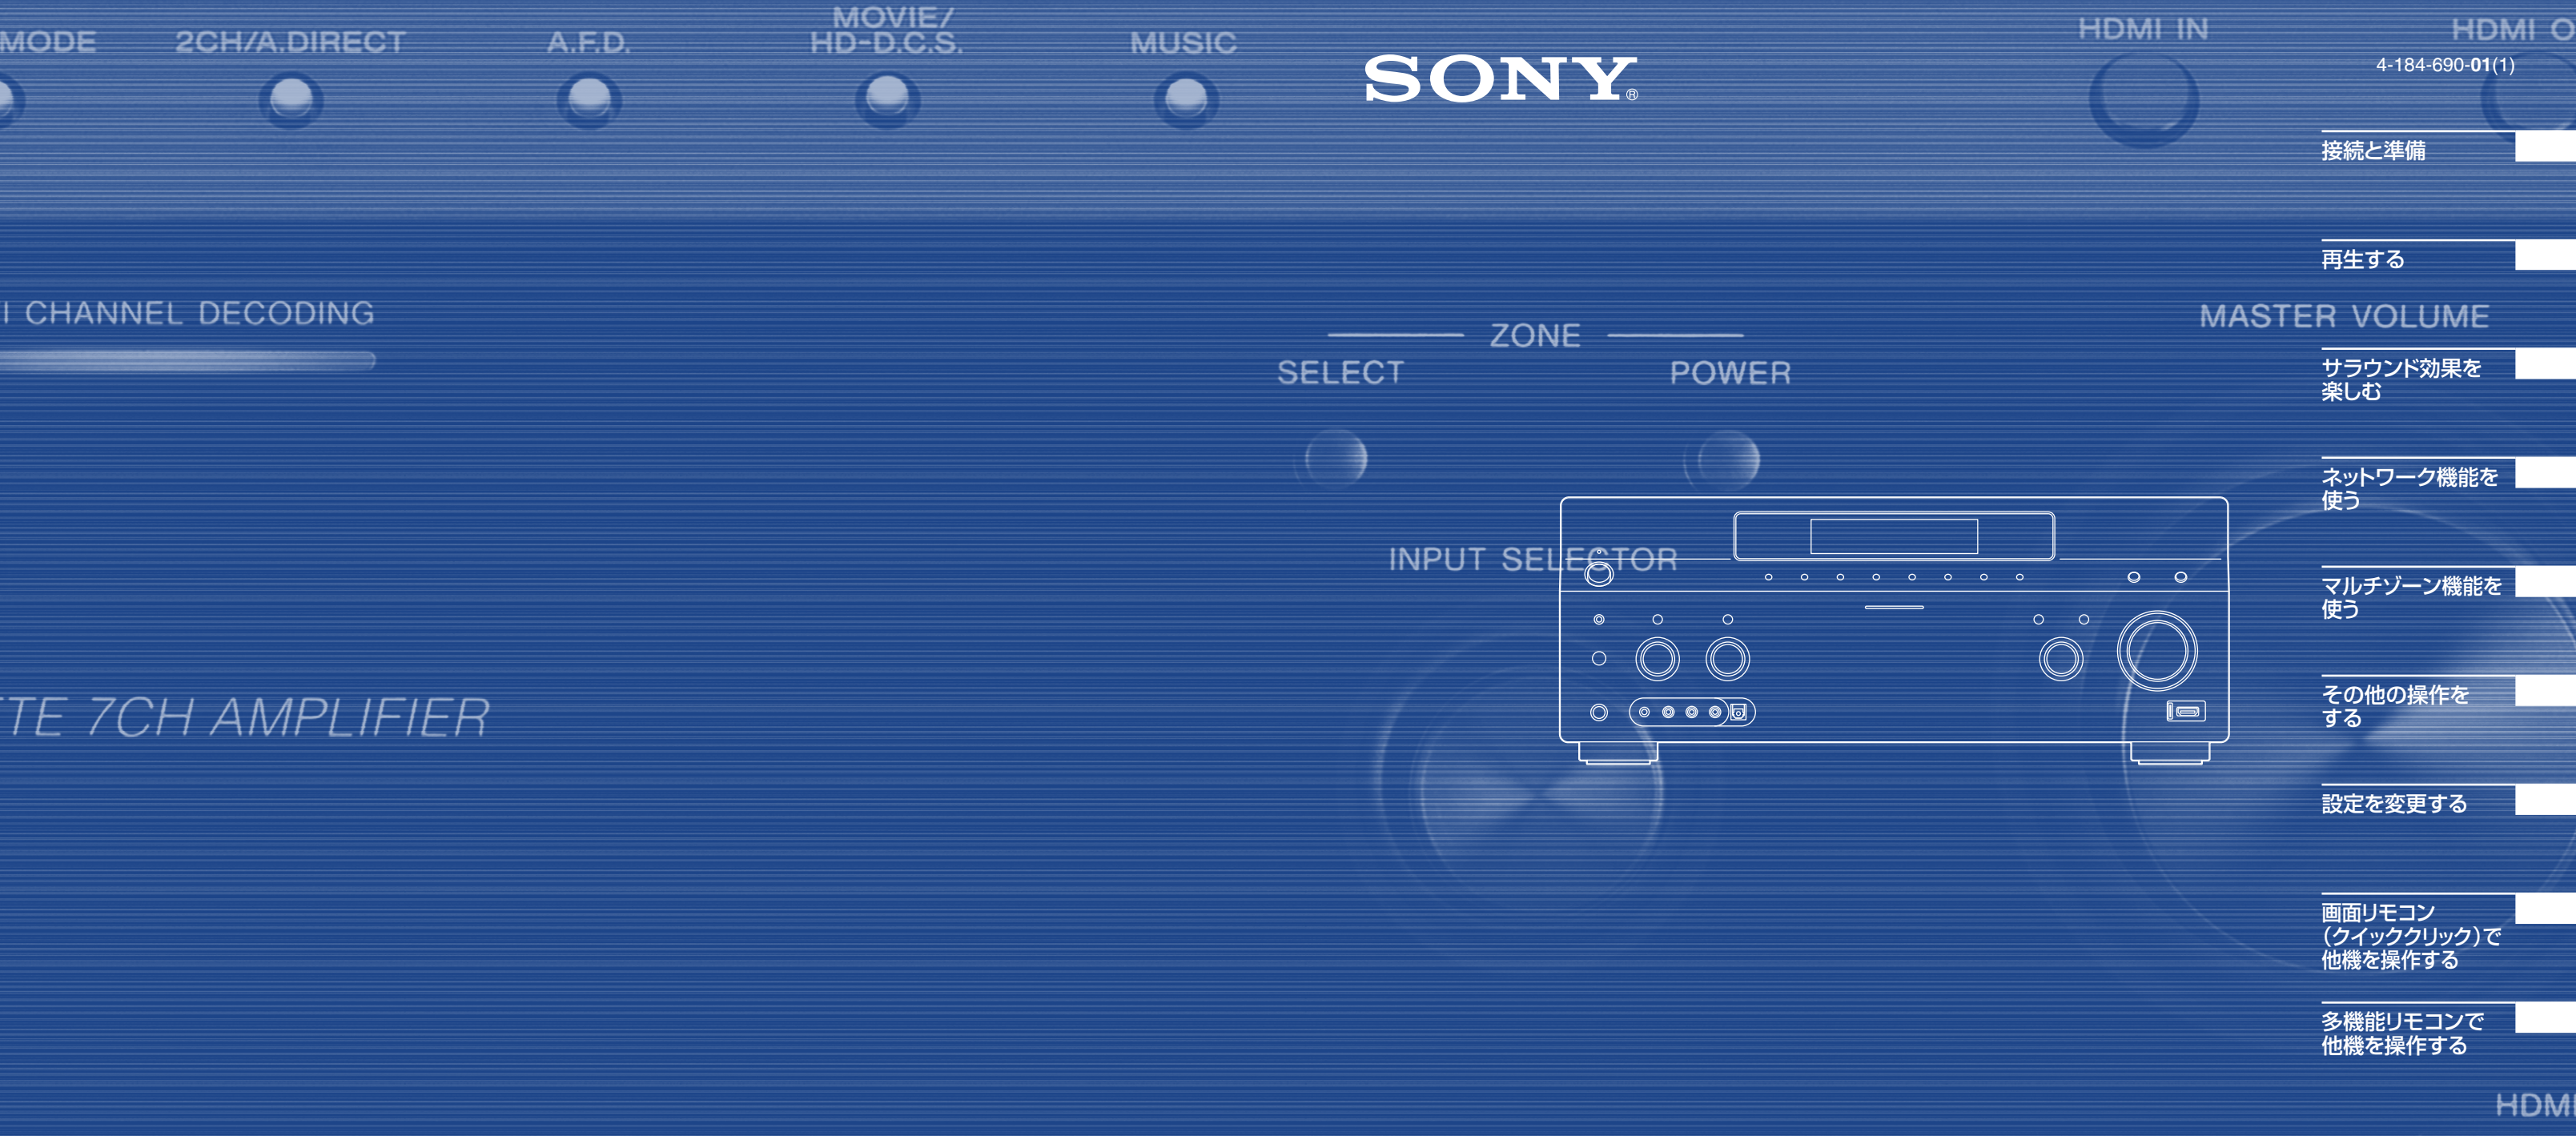 MODE
2CH/A.DIRECT
A.F.D.
MOVIE/
HD-D.C.S.
MUSIC
SONY®
HDMI IN
HDMI O
4-184-690-01(1)
接続と準備
再生する
I CHANNEL DECODING
ZONE
SELECT
POWER
MASTER VOLUME
サラウンド効果を
楽しむ
ネットワーク機能を
使う
INPUT SELECTOR
マルチゾーン機能を
使う
TE 7CH AMPLIFIER
その他の操作を
する
設定を変更する
画面リモコン
(クイッククリック)で
他機を操作する
多機能リモコンで
他機を操作する
HDMI